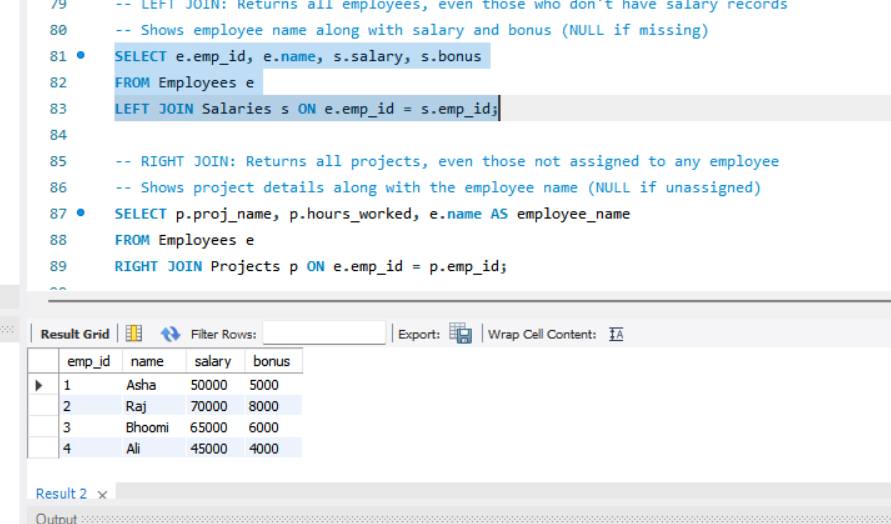 79 -- LEFT JOIN: Returns all employees, even those who don't have salary records
80 -- Shows employee name along with salary and bonus (NULL if missing)
81 SELECT e.emp_id, e.name, s.salary, s.bonus
82 FROM Employees e
83 LEFT JOIN Salaries s ON e.emp_id = s.emp_id;
84
85 -- RIGHT JOIN: Returns all projects, even those not assigned to any employee
86 -- Shows project details along with the employee name (NULL if unassigned)
87 SELECT p.proj_name, p.hours_worked, e.name AS employee_name
88 FROM Employees e
89 RIGHT JOIN Projects p ON e.emp_id = p.emp_id;
Result Grid Filter Rows: Export: Wrap Cell Content: IA
emp_id name salary bonus
1 Asha 50000 5000
2 Raj 70000 8000
3 Bhoomi 65000 6000
4 Ali 45000 4000
Result 2 ×
Output